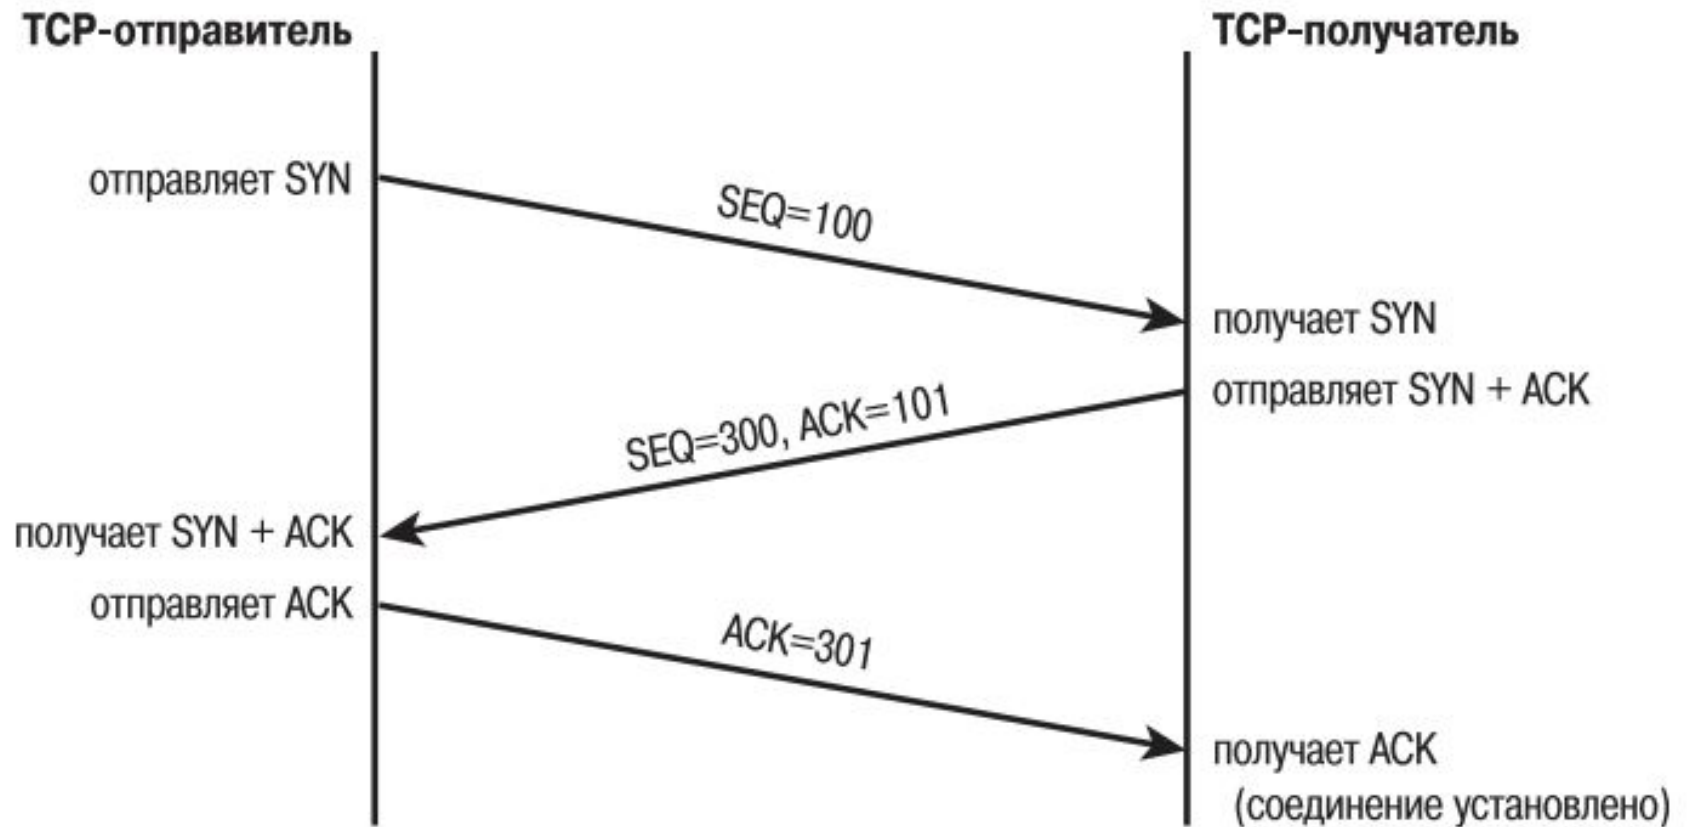 TCP-отправитель
TCP-получатель
отправляет SYN
SEQ=100
получает SYN
отправляет SYN + ACK
SEQ=300, ACK=101
получает SYN + ACK
отправляет ACK
ACK=301
получает ACK
(соединение установлено)